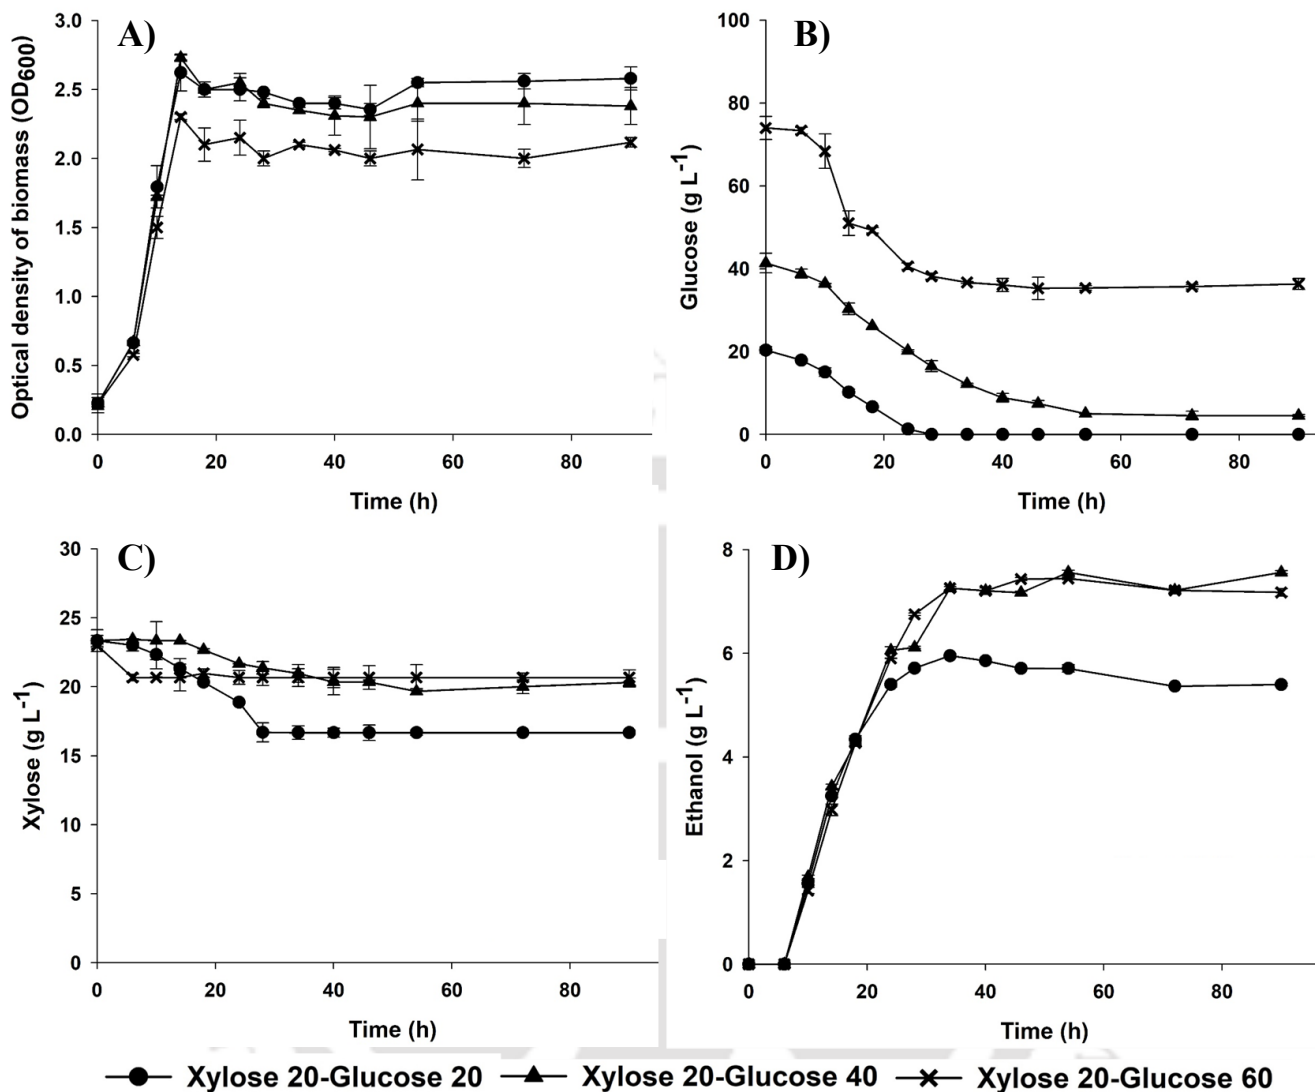 A)
Optical density of biomass (OD600)
3.0
2.5
2.0
1.5
1.0
0.5
0.0
0 20 40 60 80
Time (h)
B)
Glucose (g L-1)
100
80
60
40
20
0
0 20 40 60 80
Time (h)
C)
Xylose (g L-1)
30
25
20
15
10
5
0
0 20 40 60 80
Time (h)
D)
Ethanol (g L-1)
8
6
4
2
0
0 20 40 60 80
Time (h)
Xylose 20-Glucose 20 Xylose 20-Glucose 40 Xylose 20-Glucose 60